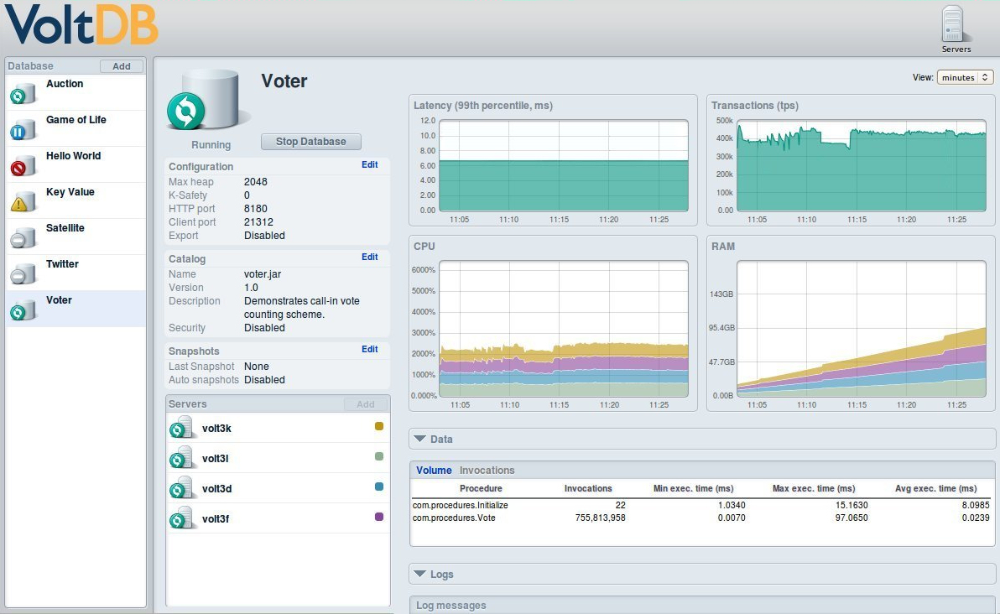 VoltDB
Servers
Database Add
Auction
Game of Life
Hello World
Key Value
Satellite
Twitter
Voter
Voter
Running
Stop Database
Configuration Edit
Max heap 2048
K-Safety 0
HTTP port 8180
Client port 21312
Export Disabled
Catalog Edit
Name voter.jar
Version 1.0
Description Demonstrates call-in vote
counting scheme.
Security Disabled
Snapshots Edit
Last Snapshot None
Auto snapshots Disabled
Servers Add
volt3k
volt3l
volt3d
volt3f
View: minutes
Latency (99th percentile, ms)
12.0
10.0
8.00
6.00
4.00
2.00
0.00
11:05 11:10 11:15 11:20 11:25
Transactions (tps)
500k
400k
300k
200k
100k
0.00
11:05 11:10 11:15 11:20 11:25
CPU
6000%
5000%
4000%
3000%
2000%
1000%
0.000%
11:05 11:10 11:15 11:20 11:25
RAM
143GB
95.4GB
47.7GB
0.00B
11:05 11:10 11:15 11:20 11:25
Data
Volume Invocations
Procedure Invocations Min exec. time (ms) Max exec. time (ms) Avg exec. time (ms)
com.procedures.Initialize 22 1.0340 15.1630 8.0985
com.procedures.Vote 755,813,958 0.0070 97.0650 0.0239
Logs
Log messages